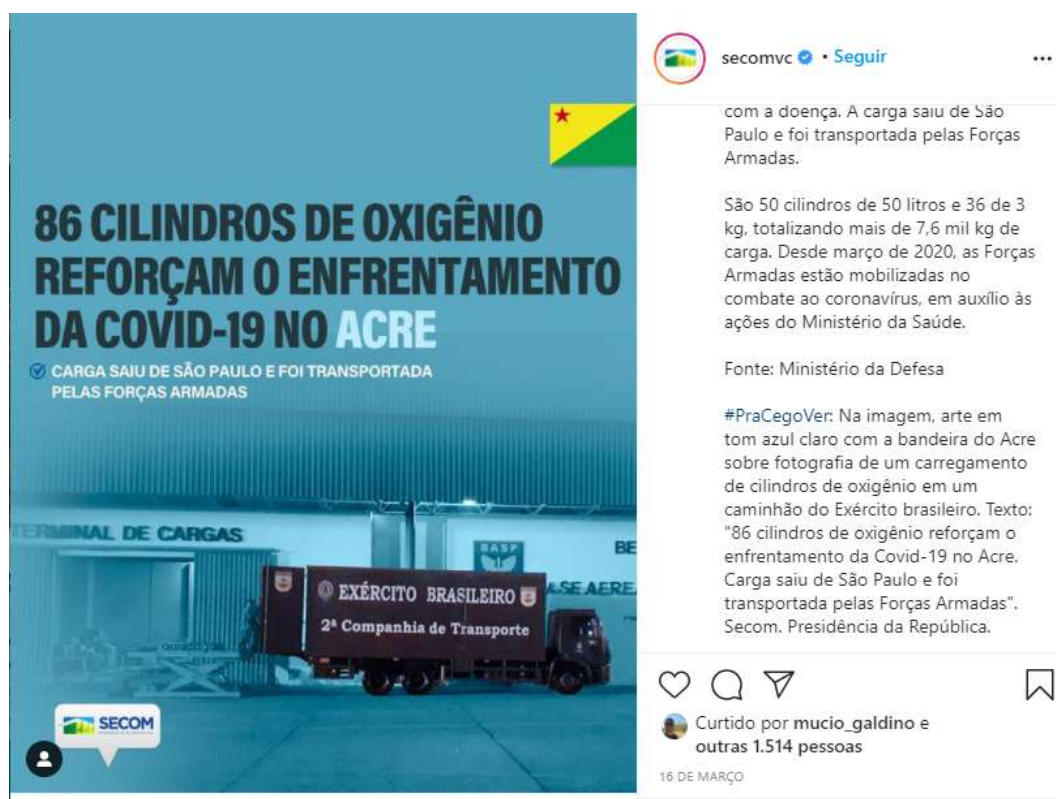 86 CILINDROS DE OXIGÊNIO
REFORÇAM O ENFRENTAMENTO
DA COVID-19 NO ACRE
CARGA SAIU DE SÃO PAULO E FOI TRANSPORTADA
PELAS FORÇAS ARMADAS
TERMINAL DE CARGAS
BASP
BE
BASE AERE
EXÉRCITO BRASILEIRO
2ª Companhia de Transporte
SECOM
secomvc • Seguir
com a doença. A carga saiu de São
Paulo e foi transportada pelas Forças
Armadas.
São 50 cilindros de 50 litros e 36 de 3
kg, totalizando mais de 7,6 mil kg de
carga. Desde março de 2020, as Forças
Armadas estão mobilizadas no
combate ao coronavírus, em auxílio às
ações do Ministério da Saúde.
Fonte: Ministério da Defesa
#PraCegoVer: Na imagem, arte em
tom azul claro com a bandeira do Acre
sobre fotografia de um carregamento
de cilindros de oxigênio em um
caminhão do Exército brasileiro. Texto:
"86 cilindros de oxigênio reforçam o
enfrentamento da Covid-19 no Acre.
Carga saiu de São Paulo e foi
transportada pelas Forças Armadas".
Secom. Presidência da República.
Curtido por mucio_galdino e
outras 1.514 pessoas
16 DE MARÇO